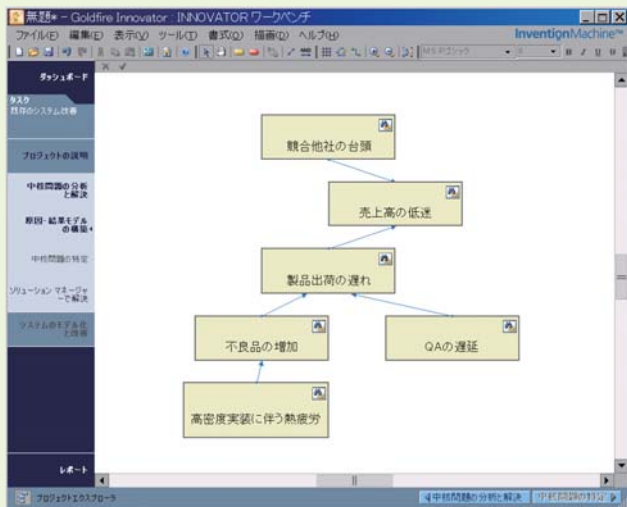 無題* - Goldfire Innovator : INNOVATOR ワークベンチ
ファイル(F) 編集(E) 表示(V) ツール(T) 書式(O) 描画(D) ヘルプ(H)
InventionMachine™
MS Pゴシック
B I U
ダッシュボード
タスク
既存のシステム改善
プロジェクトの説明
中核問題の分析
と解決
原因・結果モデル
の構築
中核問題の特定
ソリューション マネージャ
ーで解決
システムのモデル化
と改善
レポート
競合他社の台頭
売上高の低迷
製品出荷の遅れ
不良品の増加
QAの遅延
高密度実装に伴う熱疲労
プロジェクトエクスプローラ
中核問題の分析と解決
中核問題の特定